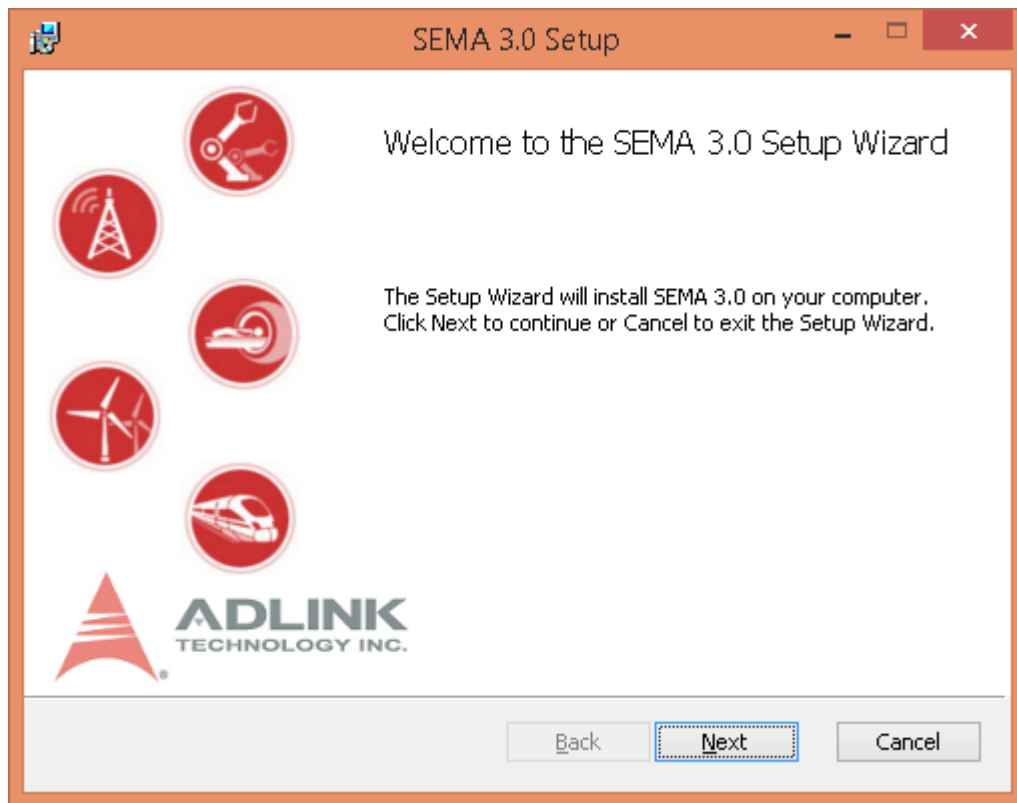 SEMA 3.0 Setup
Welcome to the SEMA 3.0 Setup Wizard
The Setup Wizard will install SEMA 3.0 on your computer.
Click Next to continue or Cancel to exit the Setup Wizard.
ADLINK
TECHNOLOGY INC.
®
Back
Next
Cancel